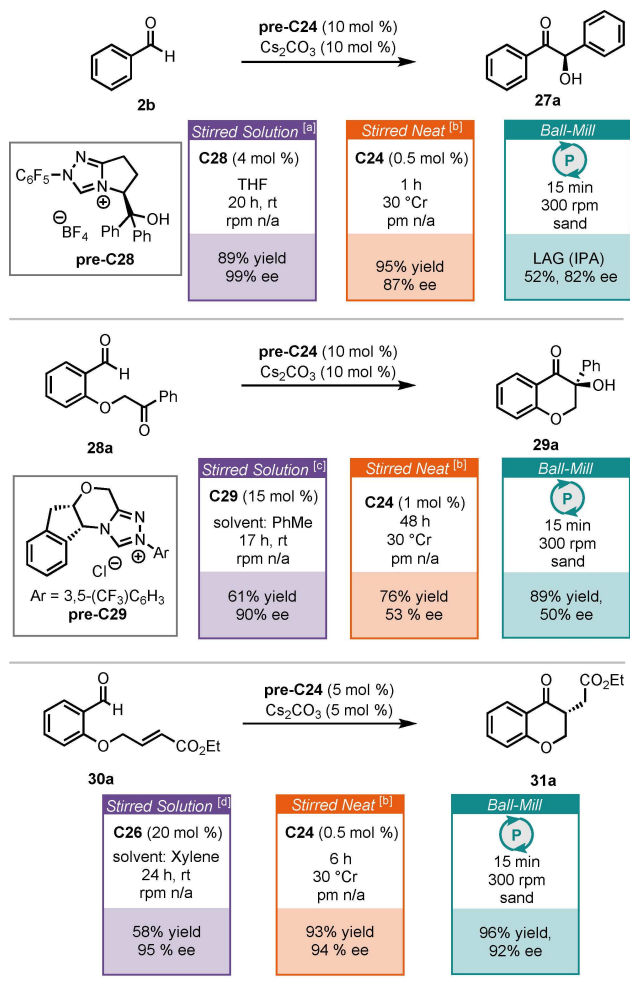 pre-C24 (10 mol %)
Cs2CO3 (10 mol %)
O
H
2b
O
OH
27a
N
N
C6F5
N
⊕
OH
⊖
BF4
Ph
Ph
pre-C28
Stirred Solution [a]
C28 (4 mol %)
THF
20 h, rt
rpm n/a
89% yield
99% ee
Stirred Neat [b]
C24 (0.5 mol %)
1 h
30 °Cr
pm n/a
95% yield
87% ee
Ball-Mill
P
15 min
300 rpm
sand
LAG (IPA)
52%, 82% ee
pre-C24 (10 mol %)
Cs2CO3 (10 mol %)
O
H
O
Ph
O
28a
O
Ph
OH
O
29a
O
N
N
N
⊕
Ar
Cl⊖
Ar = 3,5-(CF3)C6H3
pre-C29
Stirred Solution [c]
C29 (15 mol %)
solvent: PhMe
17 h, rt
rpm n/a
61% yield
90% ee
Stirred Neat [b]
C24 (1 mol %)
48 h
30 °Cr
pm n/a
76% yield
53 % ee
Ball-Mill
P
15 min
300 rpm
sand
89% yield,
50% ee
pre-C24 (5 mol %)
Cs2CO3 (5 mol %)
O
H
O
CO2Et
30a
CO2Et
O
O
31a
Stirred Solution [d]
C26 (20 mol %)
solvent: Xylene
24 h, rt
rpm n/a
58% yield
95 % ee
Stirred Neat [b]
C24 (0.5 mol %)
6 h
30 °Cr
pm n/a
93% yield
94 % ee
Ball-Mill
P
15 min
300 rpm
sand
96% yield,
92% ee